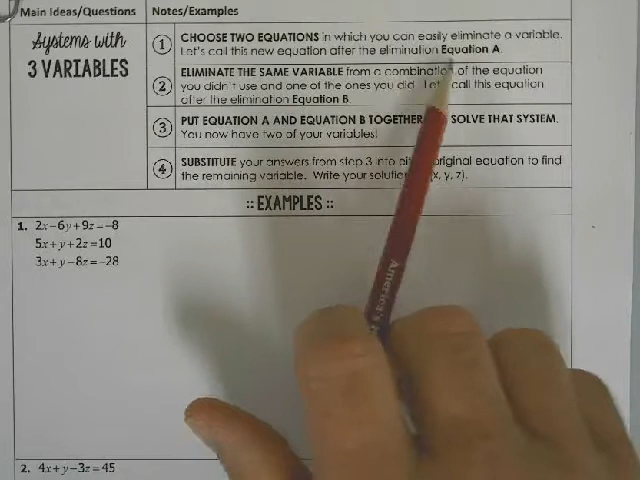 Main Ideas/Questions
Notes/Examples
Systems with
3 VARIABLES
1 CHOOSE TWO EQUATIONS in which you can easily eliminate a variable.
Let's call this new equation after the elimination Equation A.
2 ELIMINATE THE SAME VARIABLE from a combination of the equation
you didn't use and one of the ones you did. call this
after the elimination Equation B.
3 PUT EQUATION A AND EQUATION B TOGETHER SOLVE THAT SYSTEM.
You now have two of your variables!
4 SUBSTITUTE your answers from step 3 into original equation to find
the remaining variable. Write your (x, y, z).
:: EXAMPLES ::
1. 2x-6y+9z=-8
5x+y+2z=10
3x+y-8z=-28
America's
2. 4x+y-3z=45